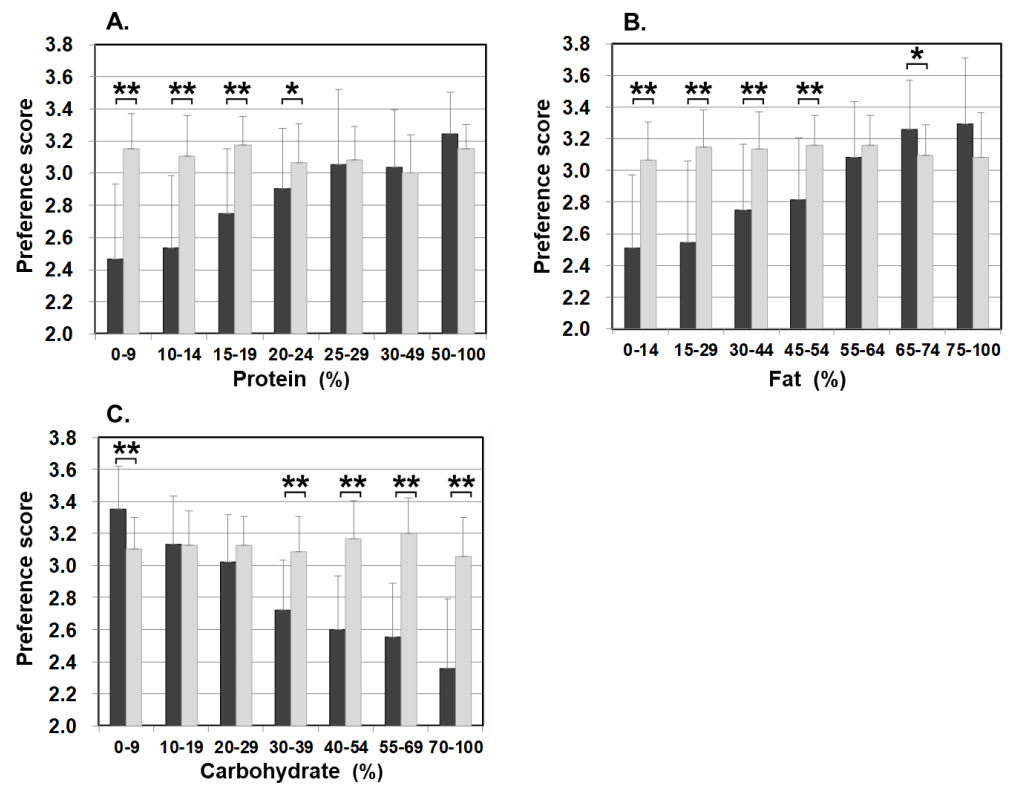 A.
Preference score
3.8
3.6
3.4
3.2
3.0
2.8
2.6
2.4
2.2
2.0
** ** ** *
0-9 10-14 15-19 20-24 25-29 30-49 50-100
Protein (%)
B.
Preference score
3.8
3.6
3.4
3.2
3.0
2.8
2.6
2.4
2.2
2.0
*
** ** ** **
0-14 15-29 30-44 45-54 55-64 65-74 75-100
Fat (%)
C.
Preference score
3.8
3.6
3.4
3.2
3.0
2.8
2.6
2.4
2.2
2.0
**
** ** ** **
0-9 10-19 20-29 30-39 40-54 55-69 70-100
Carbohydrate (%)